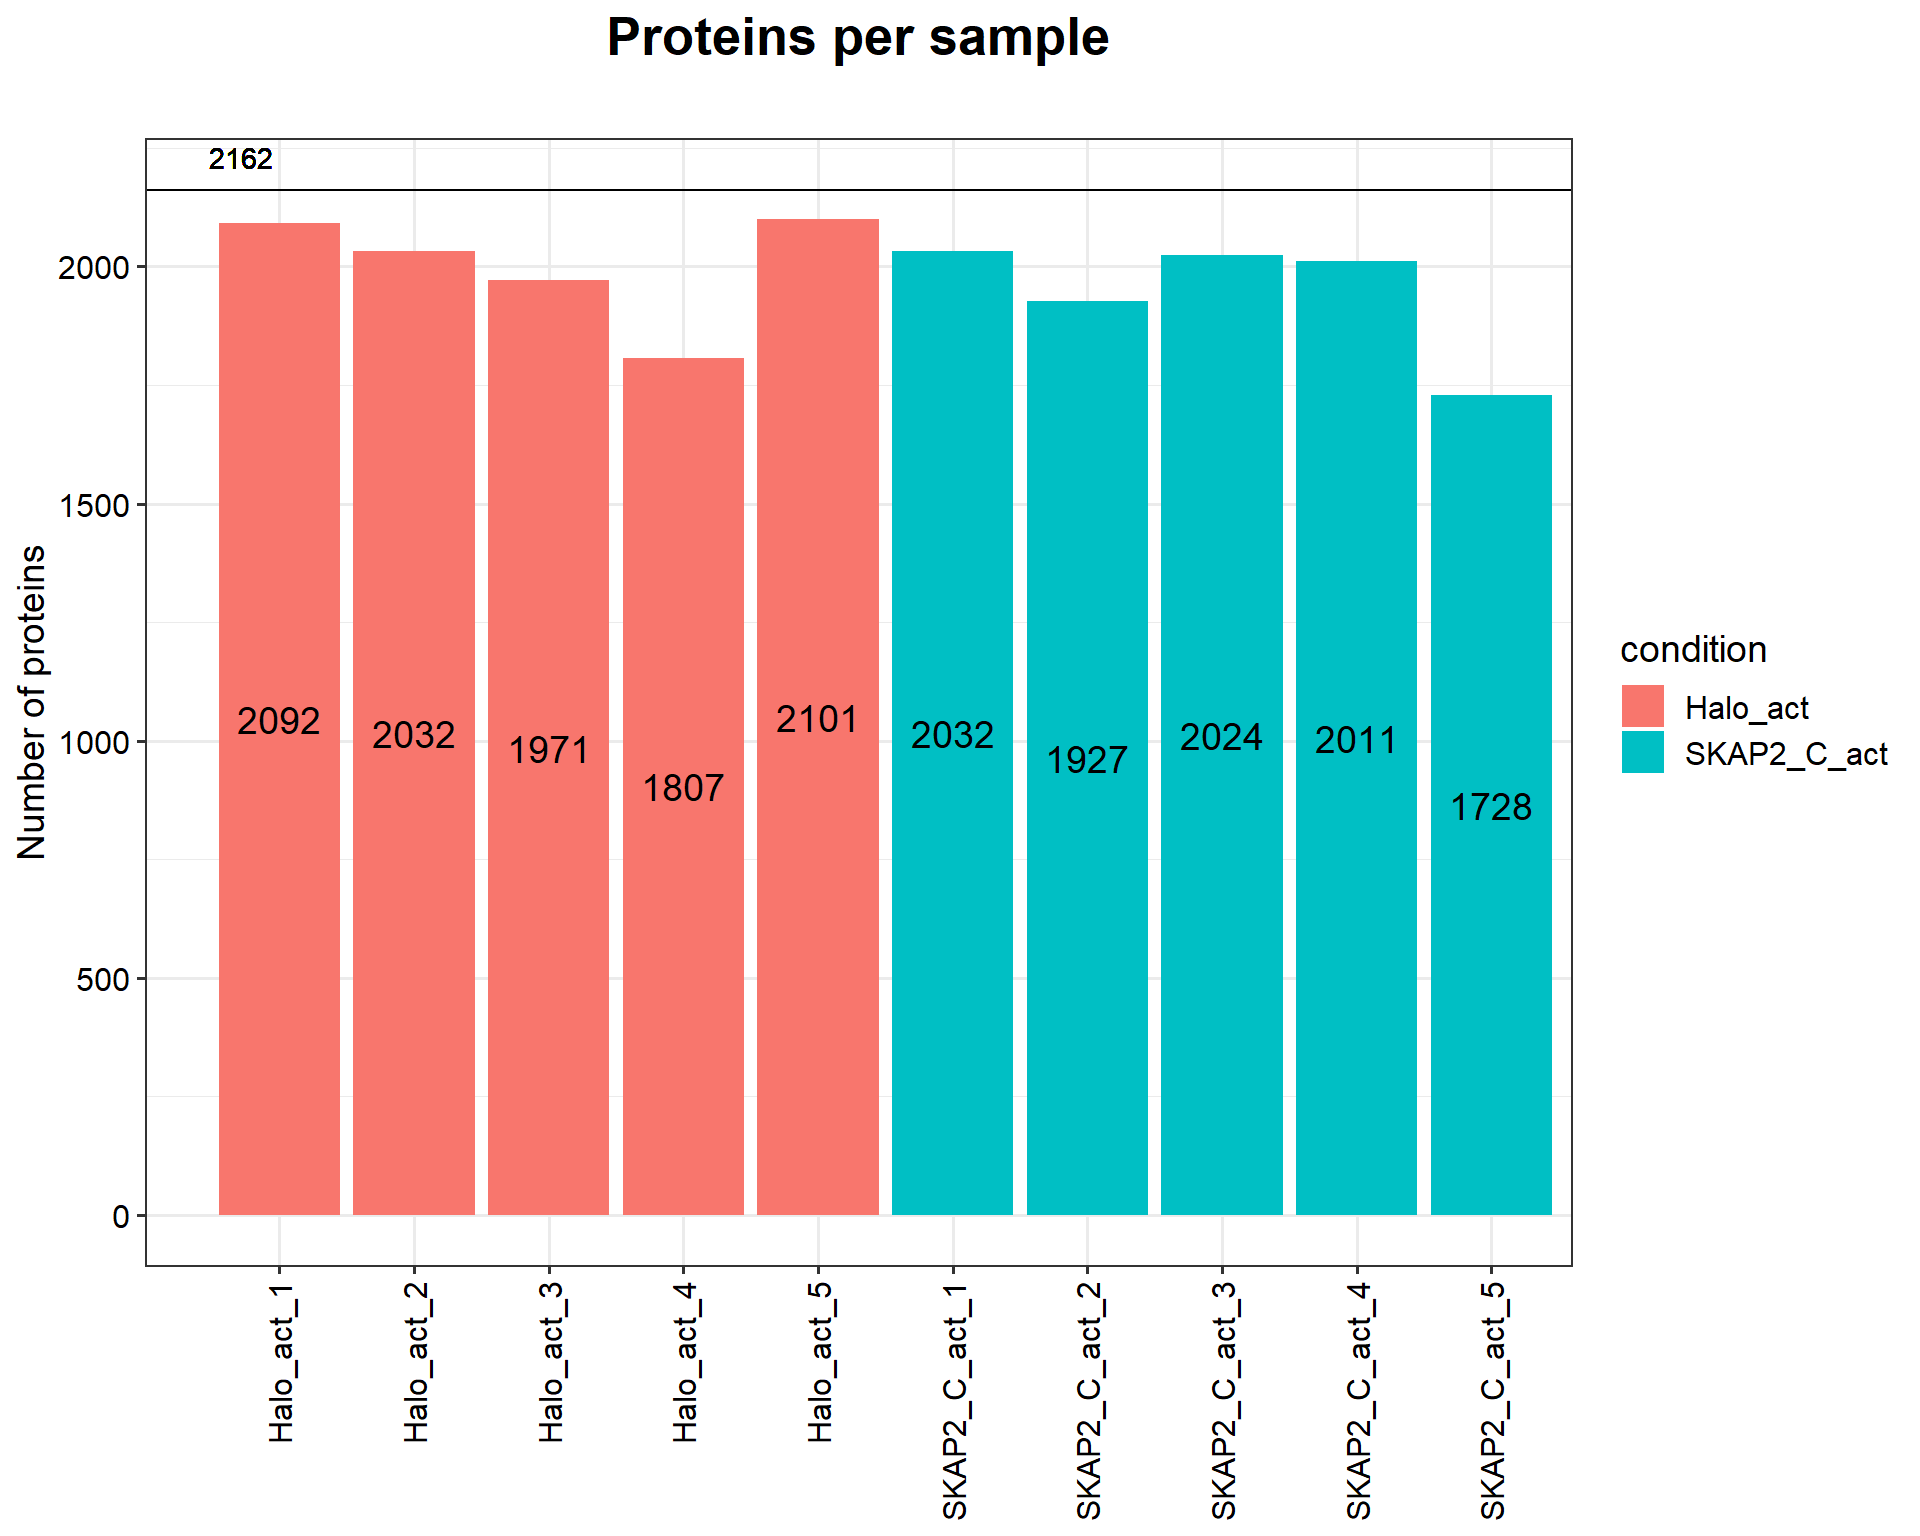 Proteins per sample
2162
Number of proteins
2000
1500
1000
500
0
2092
2032
1971
1807
2101
2032
1927
2024
2011
1728
Halo_act_1
Halo_act_2
Halo_act_3
Halo_act_4
Halo_act_5
SKAP2_C_act_1
SKAP2_C_act_2
SKAP2_C_act_3
SKAP2_C_act_4
SKAP2_C_act_5
condition
Halo_act
SKAP2_C_act